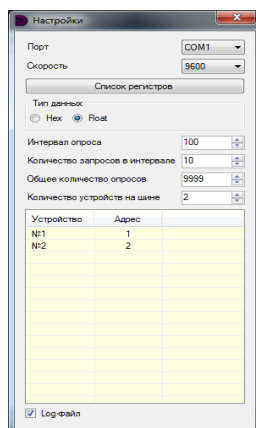 Настройки
Порт COM1
Скорость 9600
Список регистров
Тип данных
Hex Float
Интервал опроса 100
Количество запросов в интервале 10
Общее количество опросов 9999
Количество устройств на шине 2
Устройство Адрес
№1 1
№2 2
Log-файл